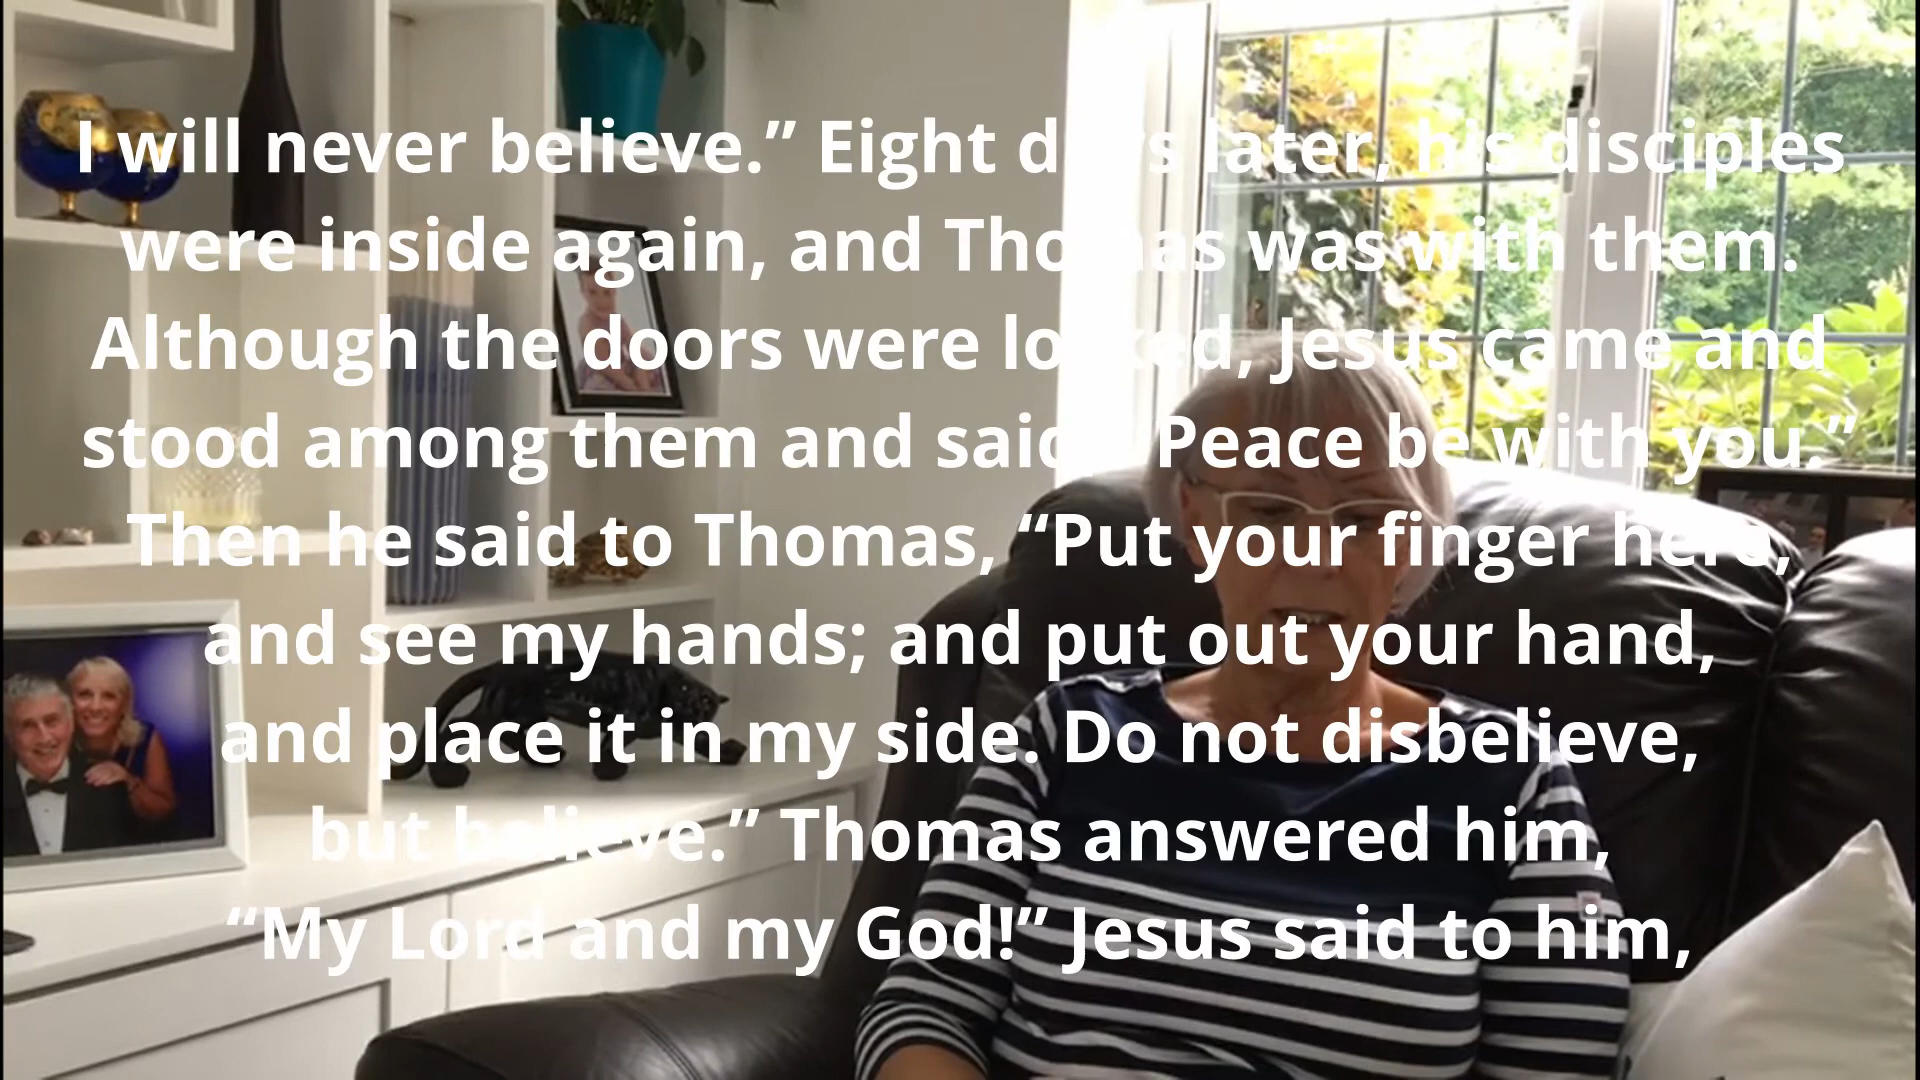 I will never believe.” Eight days later, his disciples
were inside again, and Thomas was with them.
Although the doors were locked, Jesus came and
stood among them and said, “Peace be with you.”
Then he said to Thomas, “Put your finger here,
and see my hands; and put out your hand,
and place it in my side. Do not disbelieve,
but believe.” Thomas answered him,
“My Lord and my God!” Jesus said to him,